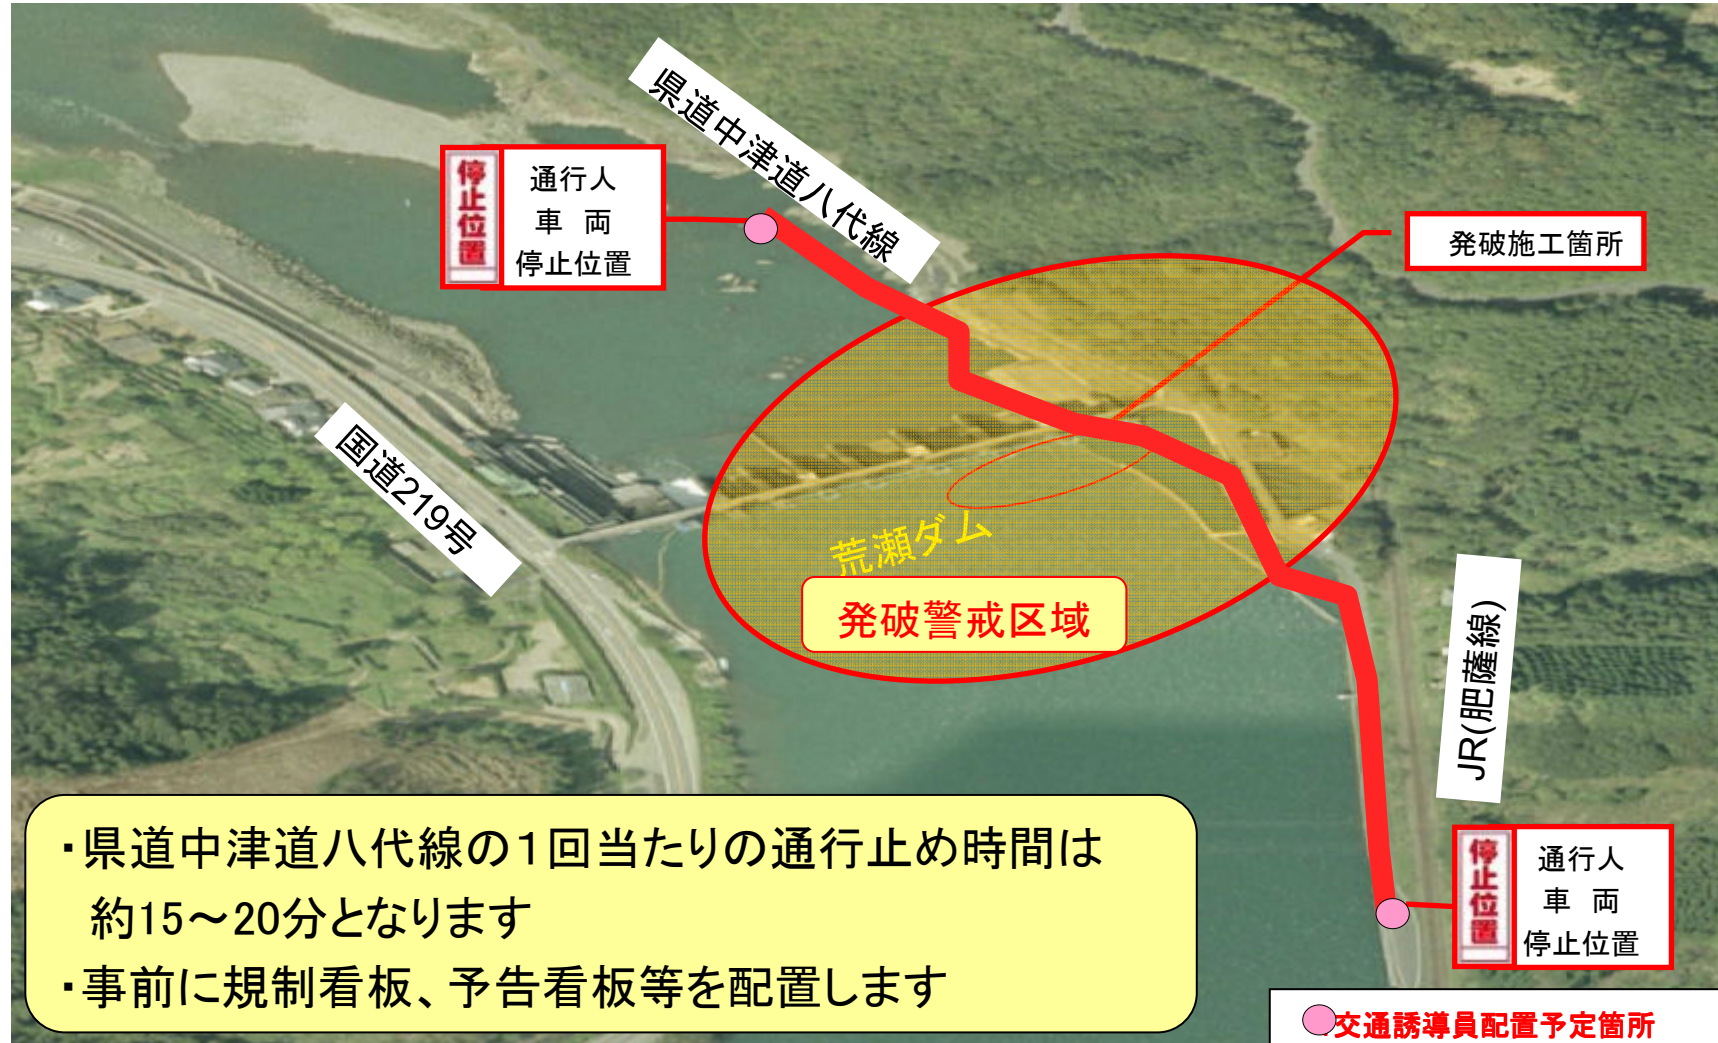 県道中津道八代線
停止位置
通行人
車　両
停止位置
発破施工箇所
国道219号
荒瀬ダム
発破警戒区域
JR(肥薩線)
・県道中津道八代線の1回当たりの通行止め時間は
約15～20分となります
・事前に規制看板、予告看板等を配置します
停止位置
通行人
車　両
停止位置
交通誘導員配置予定箇所